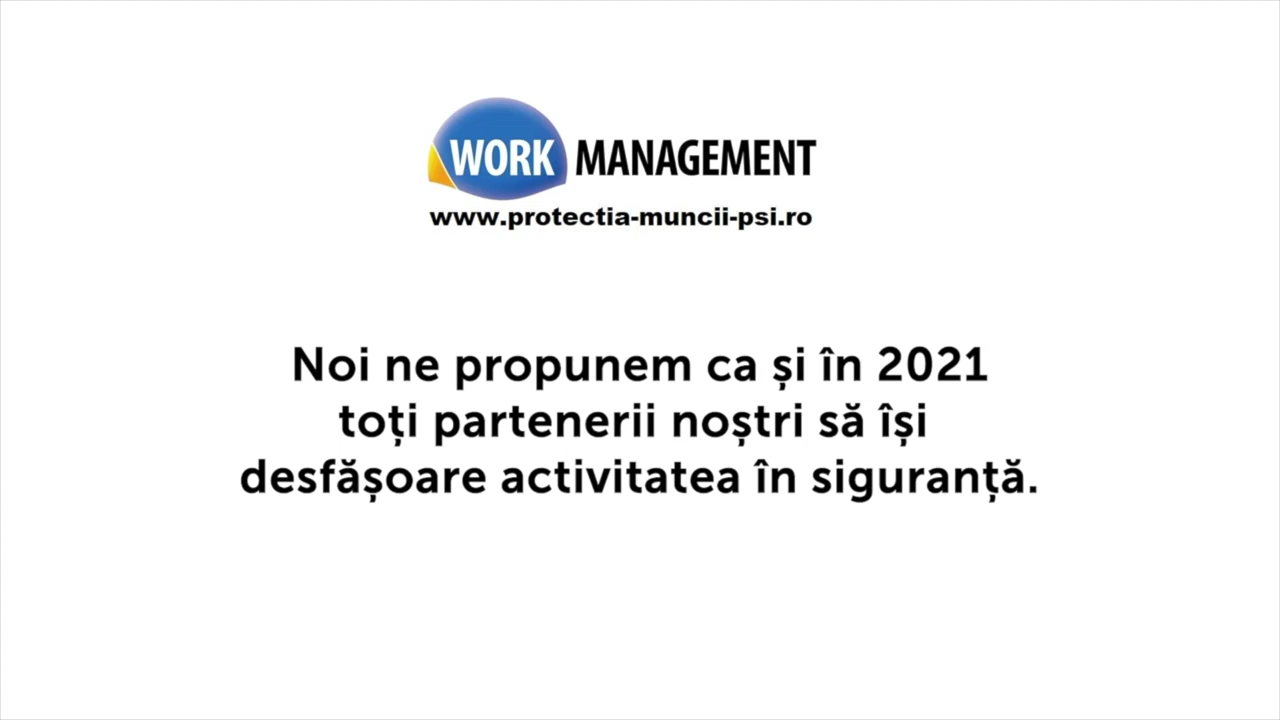 WORK MANAGEMENT
www.protectia-muncii-psi.ro
Noi ne propunem ca și în 2021
toți partenerii noștri să își
desfășoare activitatea în siguranță.